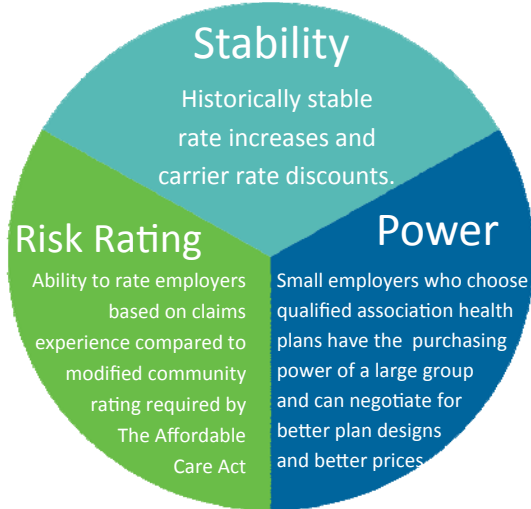 Stability
Historically stable
rate increases and
carrier rate discounts.
Risk Rating
Ability to rate employers
based on claims
experience compared to
modified community
rating required by
The Affordable
Care Act
Power
Small employers who choose
qualified association health
plans have the purchasing
power of a large group
and can negotiate for
better plan designs
and better prices.